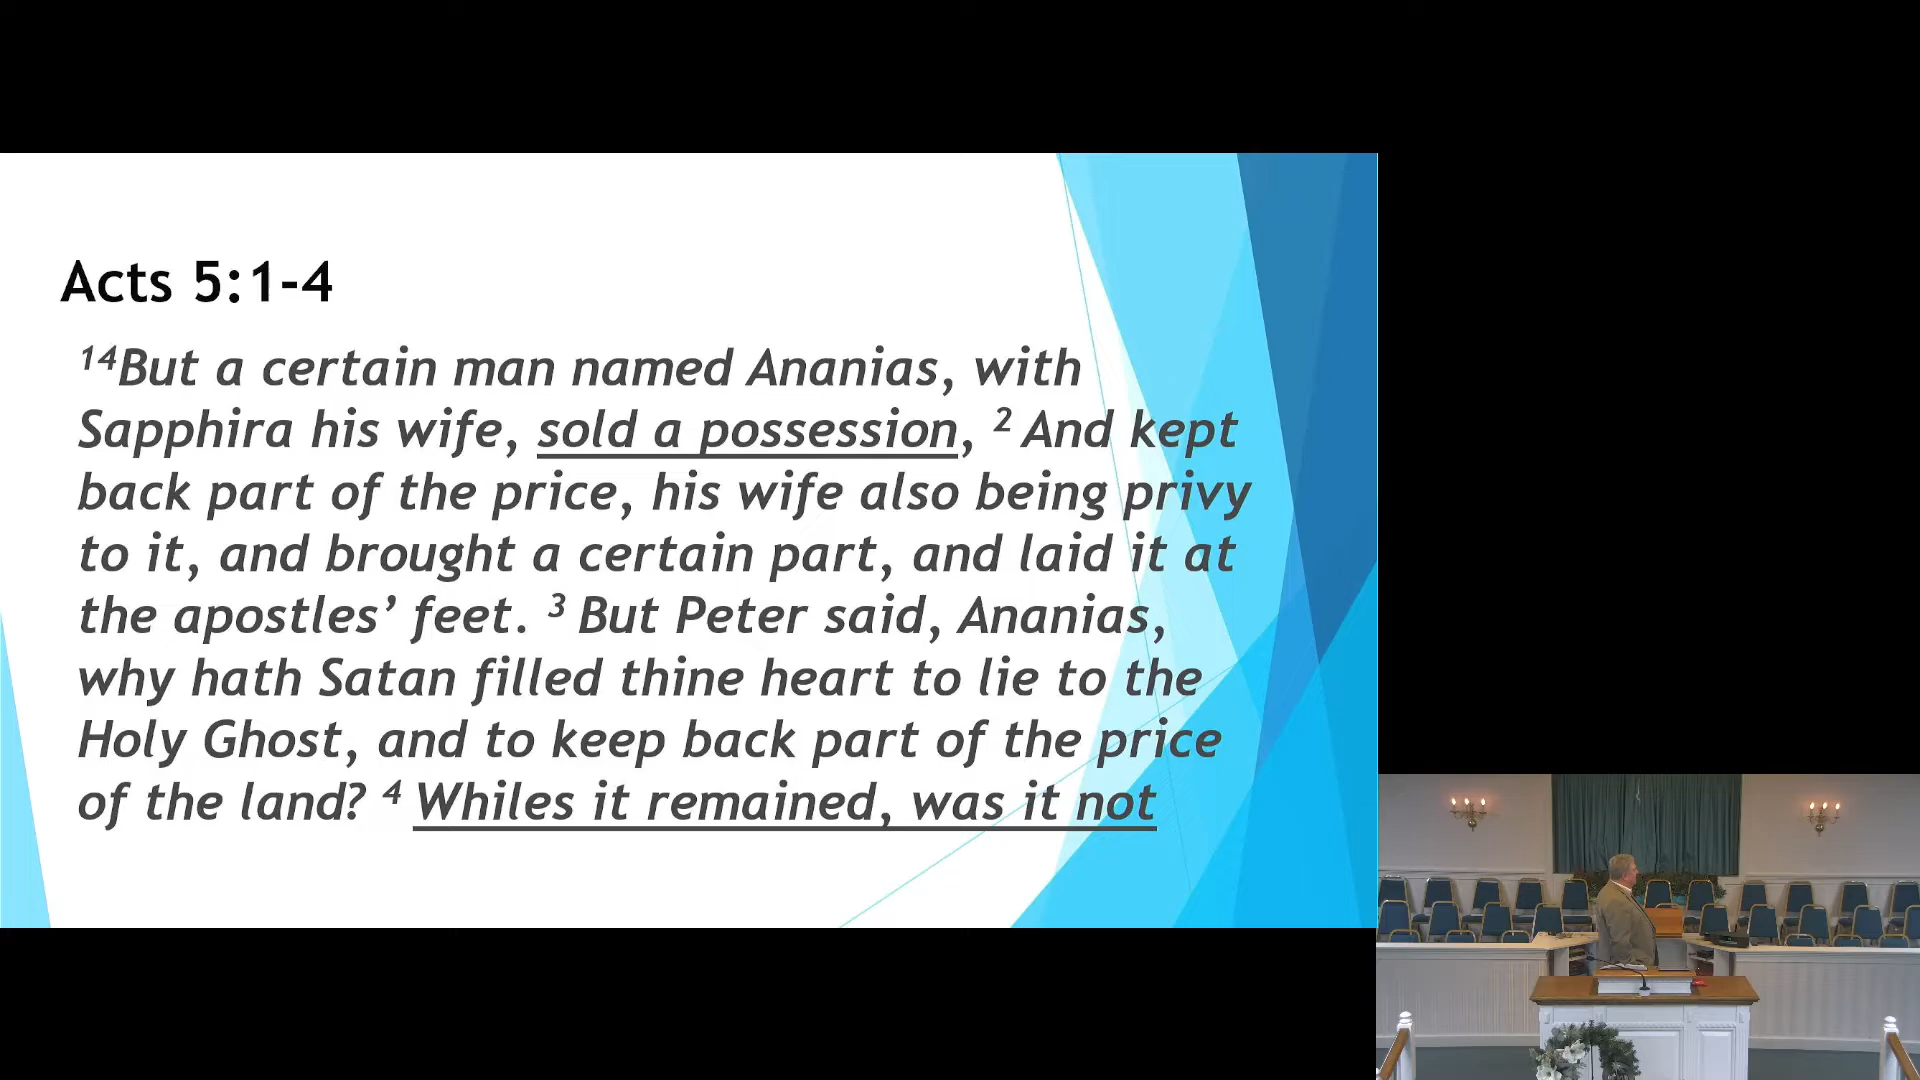 Acts 5:1-4
¹⁴But a certain man named Ananias, with
Sapphira his wife, sold a possession, ² And kept
back part of the price, his wife also being privy
to it, and brought a certain part, and laid it at
the apostles’ feet. ³ But Peter said, Ananias,
why hath Satan filled thine heart to lie to the
Holy Ghost, and to keep back part of the price
of the land? ⁴ Whiles it remained, was it not